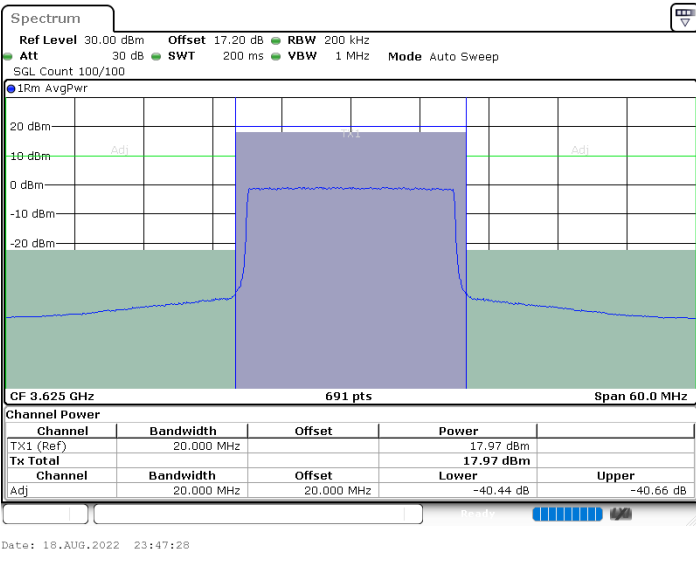 Spectrum
Ref Level 30.00 dBm Offset 17.20 dB RBW 200 kHz
Att 30 dB SWT 200 ms VBW 1 MHz Mode Auto Sweep
SGL Count 100/100
1Rm AvgPwr
20 dBm
TX1
Adj
Adj
10 dBm
0 dBm
-10 dBm
-20 dBm
CF 3.625 GHz 691 pts Span 60.0 MHz
Channel Power
Channel Bandwidth Offset Power
TX1 (Ref) 20.000 MHz 17.97 dBm
Tx Total 17.97 dBm
Channel Bandwidth Offset Lower Upper
Adj 20.000 MHz 20.000 MHz -40.44 dB -40.66 dB
Ready
Date: 18.AUG.2022 23:47:28